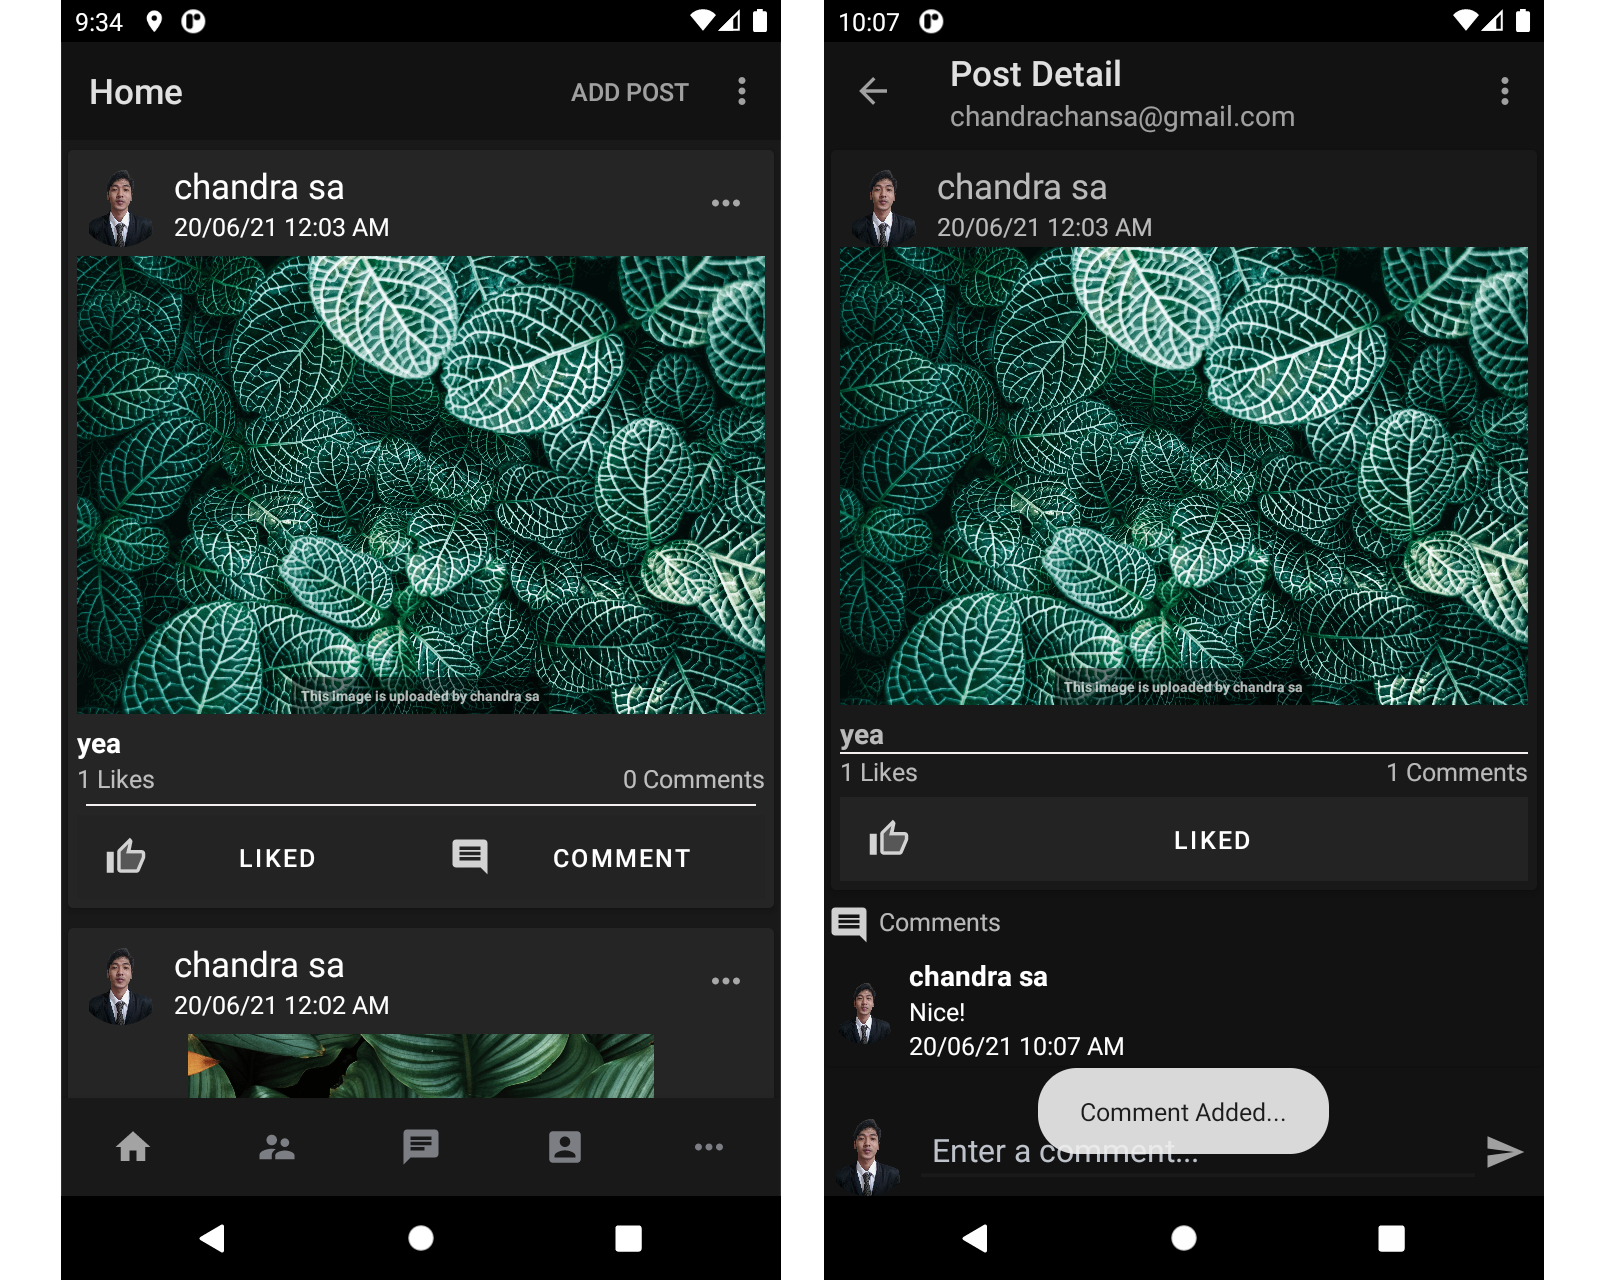 9:34
Home
ADD POST
chandra sa
20/06/21 12:03 AM
This image is uploaded by chandra sa
yea
1 Likes
0 Comments
LIKED
COMMENT
chandra sa
20/06/21 12:02 AM
10:07
Post Detail
chandrachansa@gmail.com
chandra sa
20/06/21 12:03 AM
This image is uploaded by chandra sa
yea
1 Likes
1 Comments
LIKED
Comments
chandra sa
Nice!
20/06/21 10:07 AM
Comment Added...
Enter a comment...